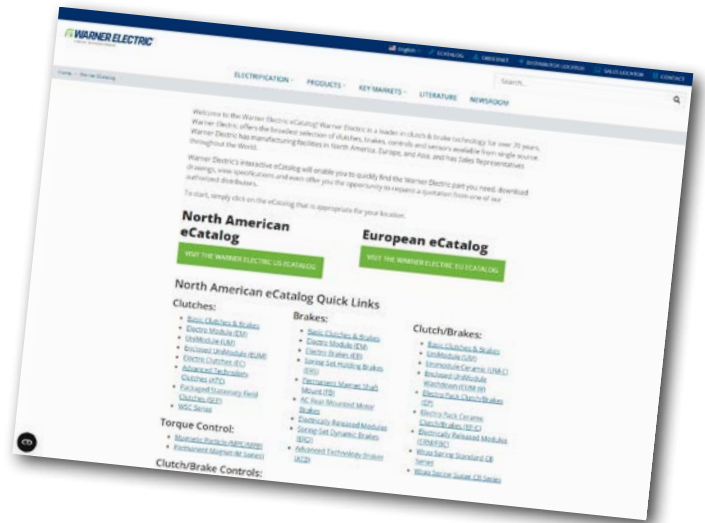 WARNER ELECTRIC
English
ECATALOG
DISTRIBUTOR LOCATOR
SALES LOCATOR
CONTACT
Search...
Home
ELECTRIFICATION
PRODUCTS
KEY MARKETS
LITERATURE
NEWSROOM
Welcome to the Warner Electric eCatalog! Warner Electric is a leader in clutch & brake technology for over 70 years,
Warner Electric offers the broadest selection of clutches, brakes, controls and sensors available from single source.
Warner Electric has manufacturing facilities in North America, Europe, and Asia, and has Sales Representatives
throughout the World.
Warner Electric's interactive eCatalog will enable you to quickly find the Warner Electric part you need, download
drawings, view specifications and even offer you the opportunity to request a quotation from one of our
authorized distributors.
To start, simply click on the eCatalog that is appropriate for your location.
North American
eCatalog
VISIT THE WARNER ELECTRIC US ECATALOG
European eCatalog
VISIT THE WARNER ELECTRIC EU ECATALOG
North American eCatalog Quick Links
Clutches:
Basic Clutches & Brakes
Electro Module (EM)
UniModule (UM)
Enclosed UniModule (EUM)
Electric Clutches (EC)
Advanced Technology
Clutches (ATC)
Packaged Stationary Field
Clutches (SFP)
WSC Series
Torque Control:
Magnetic Particle (MPC/MPB)
Permanent Magnet (M Series)
Clutch/Brake Controls:
Brakes:
Basic Clutches & Brakes
Electro Module (EM)
Electric Brakes (EB)
Spring Set Holding Brakes
(ERS)
Permanent Magnet Shaft
Mount (FB)
AC Rear Mounted Motor
Brakes
Electrically Released Modules
Spring-Set Dynamic Brakes
(ERD)
Advanced Technology Brakes
(ATB)
Clutch/Brakes:
Basic Clutches & Brakes
UniModule (UM)
Unimodule Ceramic (UM-C)
Enclosed UniModule
Washdown (EUM-W)
Electro Pack Clutch/Brakes
(EP)
Electro Pack Ceramic
Clutch/Brakes (EP-C)
Electrically Released Modules
Wrap Spring Standard CB
Series
Wrap Spring Super CB Series